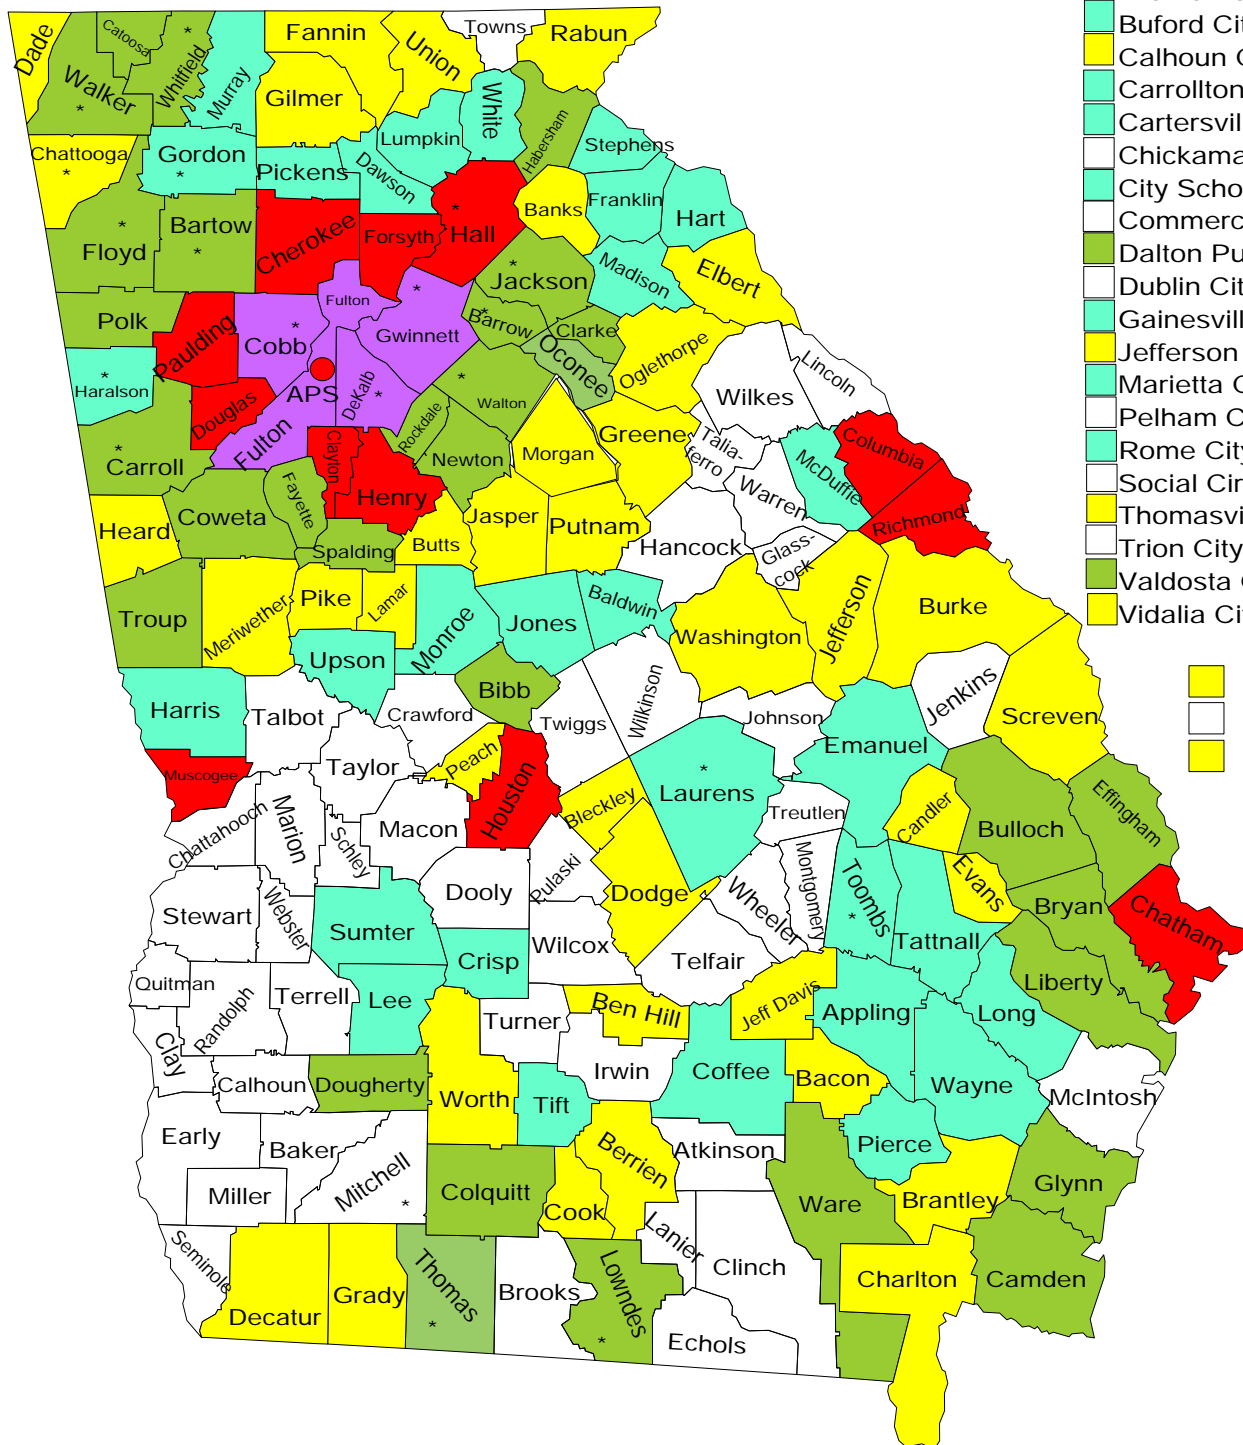 Towns
Rabun
Fannin
Union
Dade
Catoosa
*
Whitfield
Walker
*
Murray
Gilmer
White
Habersham
Buford Cit
Calhoun C
Carrollton
Cartersvil
Chickama
City Scho
Commerc
Dalton Pu
Dublin Cit
Gainesvill
Jefferson
Marietta C
Pelham C
Rome City
Social Cir
Thomasvi
Trion City
Valdosta C
Vidalia Cit
Chattooga
*
Gordon
*
Pickens
Lumpkin
Dawson
Stephens
Banks
Franklin
Hart
Floyd
*
Bartow
*
Cherokee
Forsyth
*
Hall
*
Jackson
Madison
Elbert
Polk
Paulding
*
Cobb
Fulton
*
Gwinnett
*
Barrow
Clarke
Oconee
Oglethorpe
Wilkes
Lincoln
*
Haralson
Douglas
APS
DeKalb
*
Rockdale
*
Walton
Morgan
Greene
Talia-
ferro
McDuffie
Columbia
*
Carroll
Fulton
Clayton
Henry
Newton
Warren
Richmond
Heard
Coweta
Fayette
Spalding
Butts
Jasper
Putnam
Hancock
Glass-
cock
Troup
Meriwether
Pike
Lamar
Monroe
Jones
Baldwin
Washington
Jefferson
Burke
Upson
Bibb
Harris
Talbot
Crawford
Twiggs
Wilkinson
Johnson
Emanuel
Jenkins
Screven
Muscogee
Taylor
Peach
Houston
Bleckley
*
Laurens
Treutlen
Candler
Bulloch
Effingham
Chattahooch
Marion
Schley
Macon
Dooly
Pulaski
Dodge
Wheeler
Montgomery
Toombs
*
Tattnall
Evans
Bryan
Chatham
Stewart
Webster
Sumter
Crisp
Wilcox
Telfair
Liberty
Quitman
Randolph
Terrell
Lee
Turner
Ben Hill
Jeff Davis
Appling
Long
Clay
Calhoun
Dougherty
Worth
Tift
Irwin
Coffee
Bacon
Wayne
McIntosh
Early
Baker
Mitchell
*
Berrien
Atkinson
Pierce
Miller
Colquitt
Cook
Lanier
Ware
Brantley
Glynn
Seminole
Decatur
Grady
Thomas
*
Brooks
Lowndes
*
Clinch
Echols
Charlton
Camden